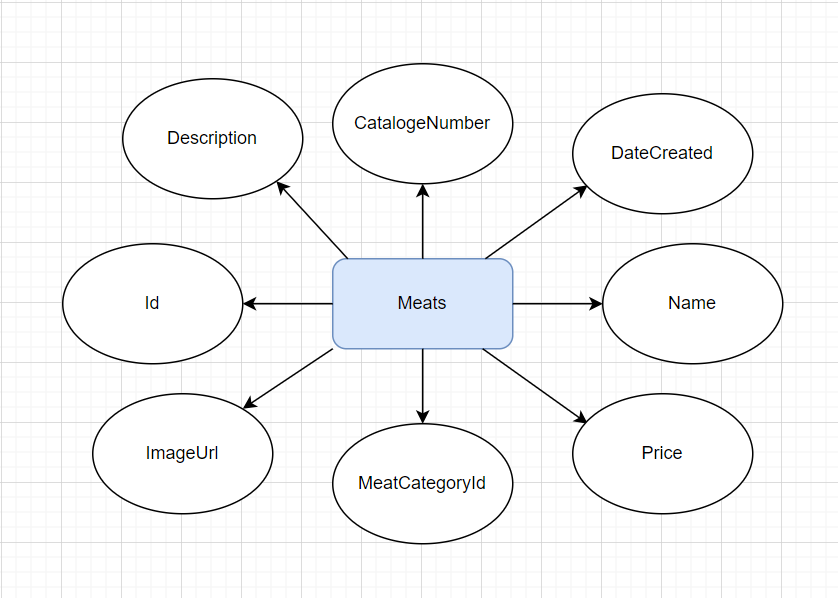 CatalogeNumber
Description
DateCreated
Id
Meats
Name
ImageUrl
Price
MeatCategoryId